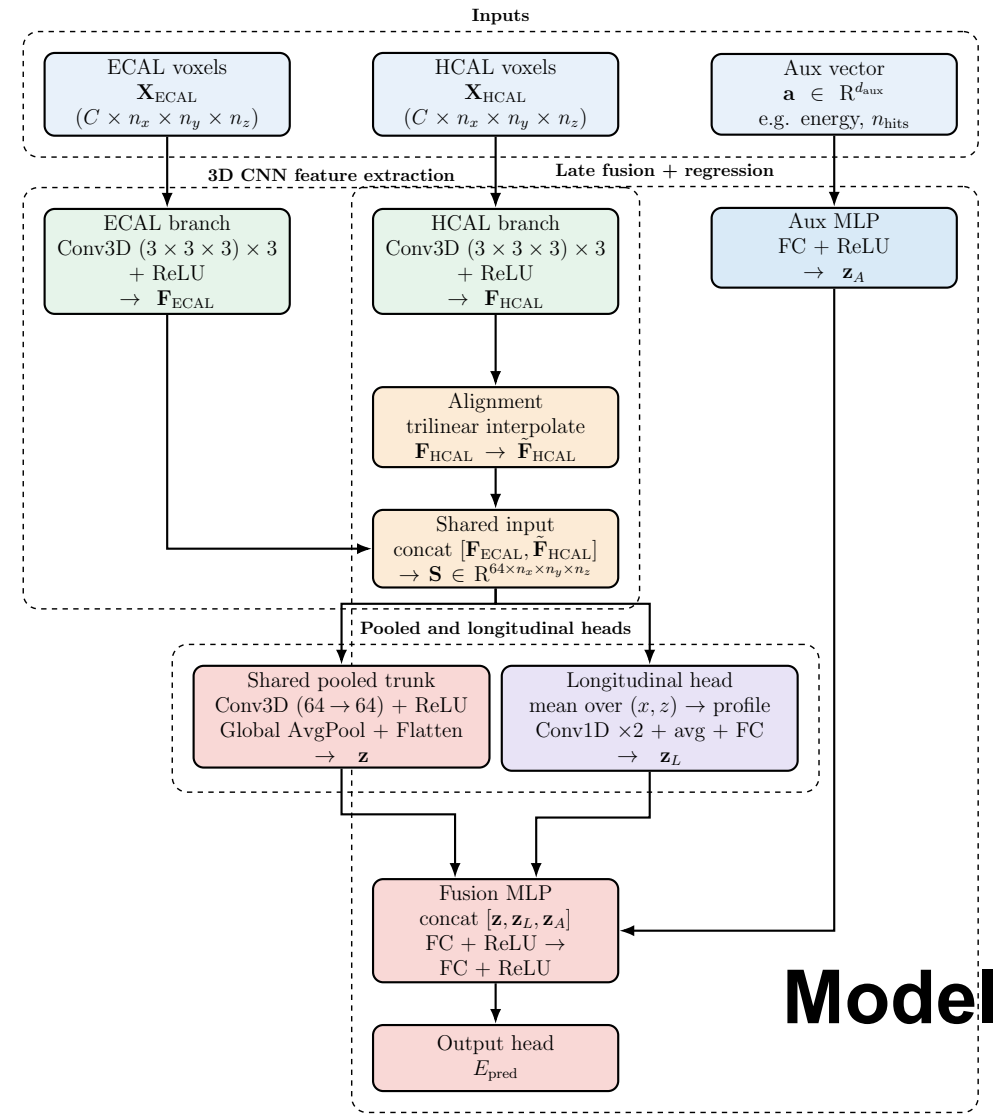 Inputs
ECAL voxels
X_ECAL
(C × n_x × n_y × n_z)
HCAL voxels
X_HCAL
(C × n_x × n_y × n_z)
Aux vector
a ∈ R^{d_aux}
e.g. energy, n_hits
3D CNN feature extraction
Late fusion + regression
ECAL branch
Conv3D (3 × 3 × 3) × 3
+ ReLU
→ F_ECAL
HCAL branch
Conv3D (3 × 3 × 3) × 3
+ ReLU
→ F_HCAL
Aux MLP
FC + ReLU
→ z_A
Alignment
trilinear interpolate
F_HCAL → F̃_HCAL
Shared input
concat [F_ECAL, F̃_HCAL]
→ S ∈ R^{64×n_x×n_y×n_z}
Pooled and longitudinal heads
Shared pooled trunk
Conv3D (64 → 64) + ReLU
Global AvgPool + Flatten
→ z
Longitudinal head
mean over (x, z) → profile
Conv1D ×2 + avg + FC
→ z_L
Fusion MLP
concat [z, z_L, z_A]
FC + ReLU →
FC + ReLU
Model
Output head
E_pred